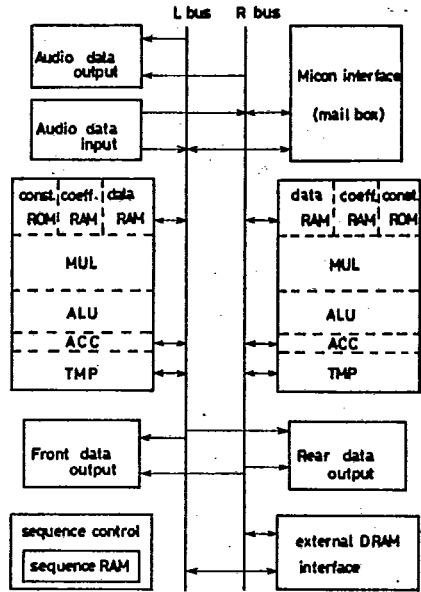 L bus R bus
Audio data
output
Micon interface
(mail box)
Audio data
input
const. coeff. data
ROM RAM RAM
MUL
ALU
ACC
TMP
data coeff. const.
RAM RAM ROM
MUL
ALU
ACC
TMP
Front data
output
Rear data
output
sequence control
sequence RAM
external DRAM
interface